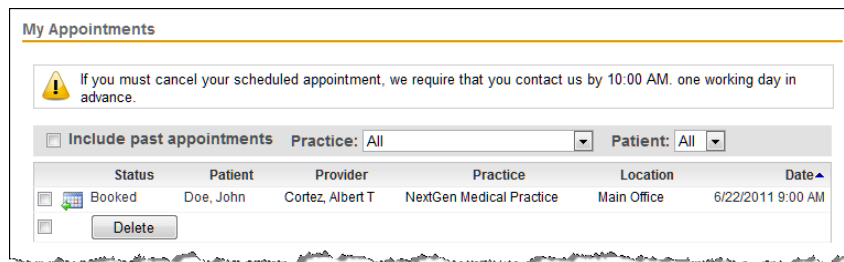 My Appointments
If you must cancel your scheduled appointment, we require that you contact us by 10:00 AM. one working day in
advance.
Include past appointments Practice: All Patient: All
Status Patient Provider Practice Location Date
Booked Doe, John Cortez, Albert T NextGen Medical Practice Main Office 6/22/2011 9:00 AM
Delete